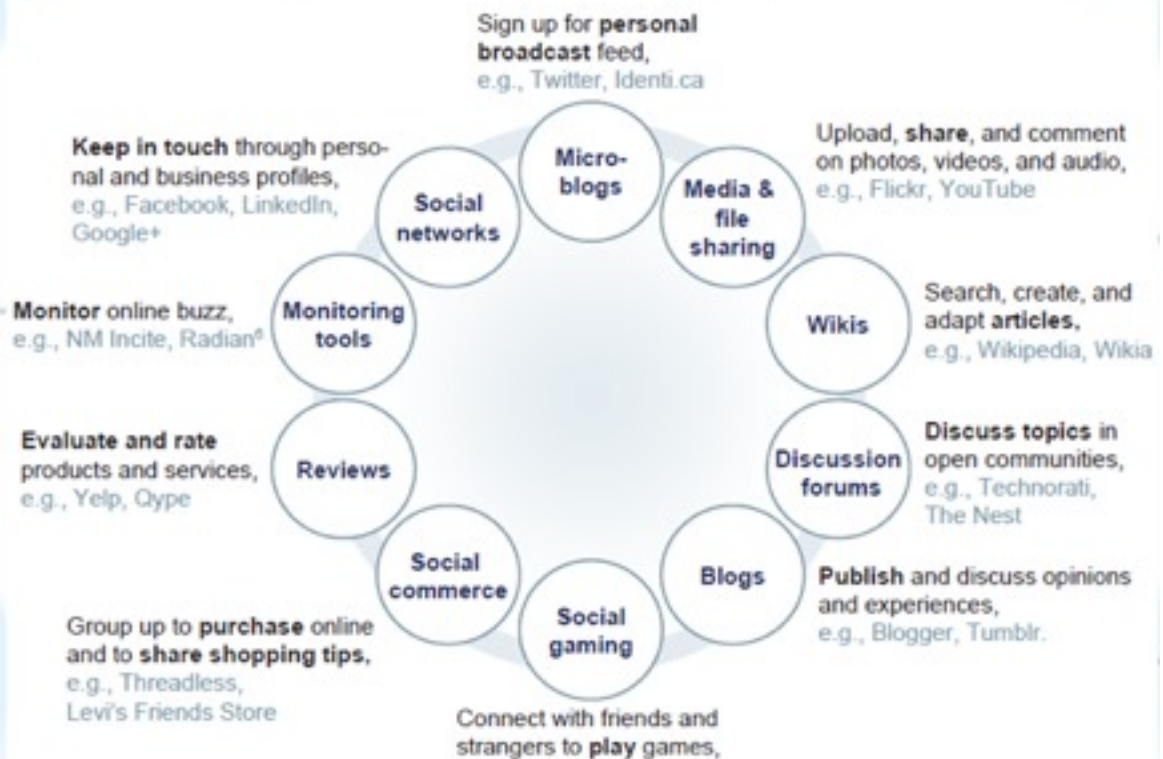 Sign up for personal
broadcast feed,
e.g., Twitter, Identi.ca
Micro-
blogs
Upload, share, and comment
on photos, videos, and audio,
e.g., Flickr, YouTube
Media &
file
sharing
Search, create, and
adapt articles,
e.g., Wikipedia, Wikia
Wikis
Discuss topics in
open communities,
e.g., Technorati,
The Nest
Discussion
forums
Publish and discuss opinions
and experiences,
e.g., Blogger, Tumblr.
Blogs
Social
gaming
Connect with friends and
strangers to play games,
Social
commerce
Group up to purchase online
and to share shopping tips,
e.g., Threadless,
Levi's Friends Store
Reviews
Evaluate and rate
products and services,
e.g., Yelp, Qype
Monitoring
tools
Monitor online buzz,
e.g., NM Incite, Radian⁶
Social
networks
Keep in touch through perso-
nal and business profiles,
e.g., Facebook, LinkedIn,
Google+